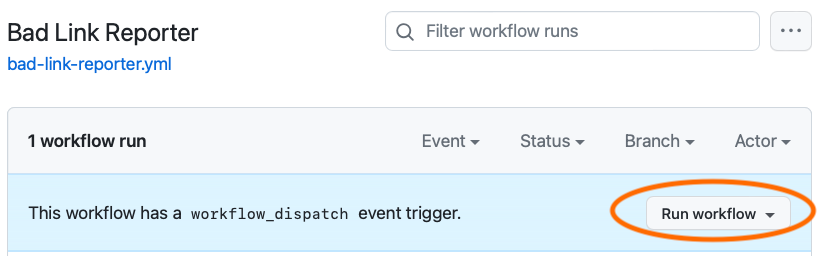 Bad Link Reporter
Filter workflow runs
...
bad-link-reporter.yml
1 workflow run
Event
Status
Branch
Actor
This workflow has a workflow_dispatch event trigger.
Run workflow